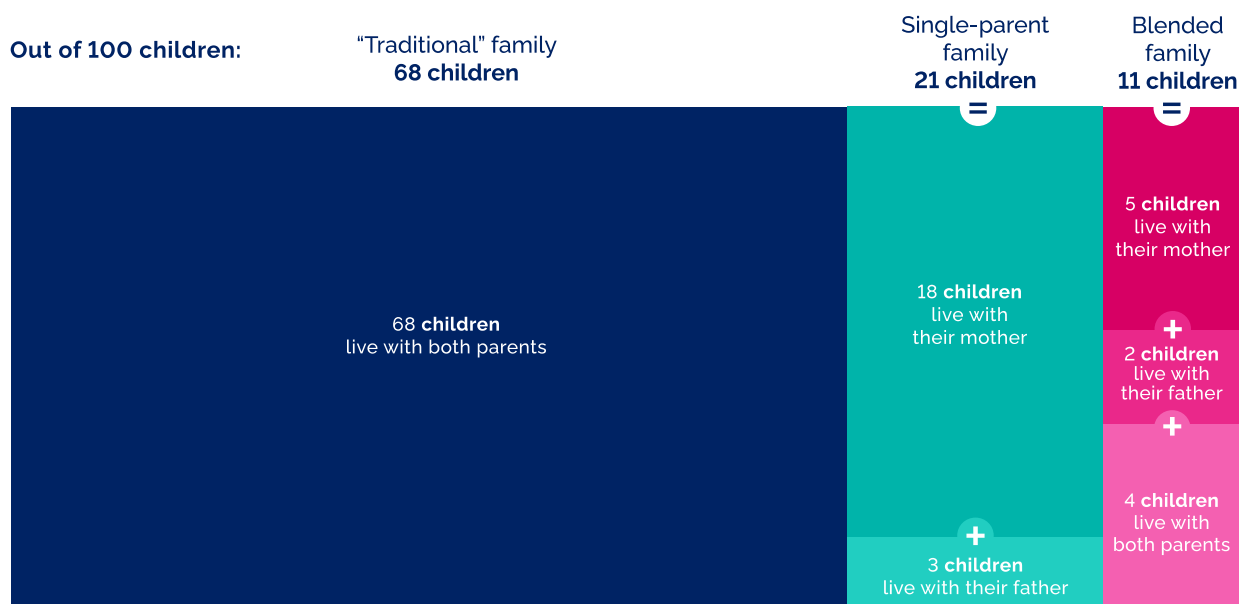 Out of 100 children:
“Traditional” family
68 children
Single-parent
family
21 children
Blended
family
11 children
=
=
68 children
live with both parents
18 children
live with
their mother
+
3 children
live with their father
5 children
live with
their mother
+
2 children
live with
their father
+
4 children
live with
both parents